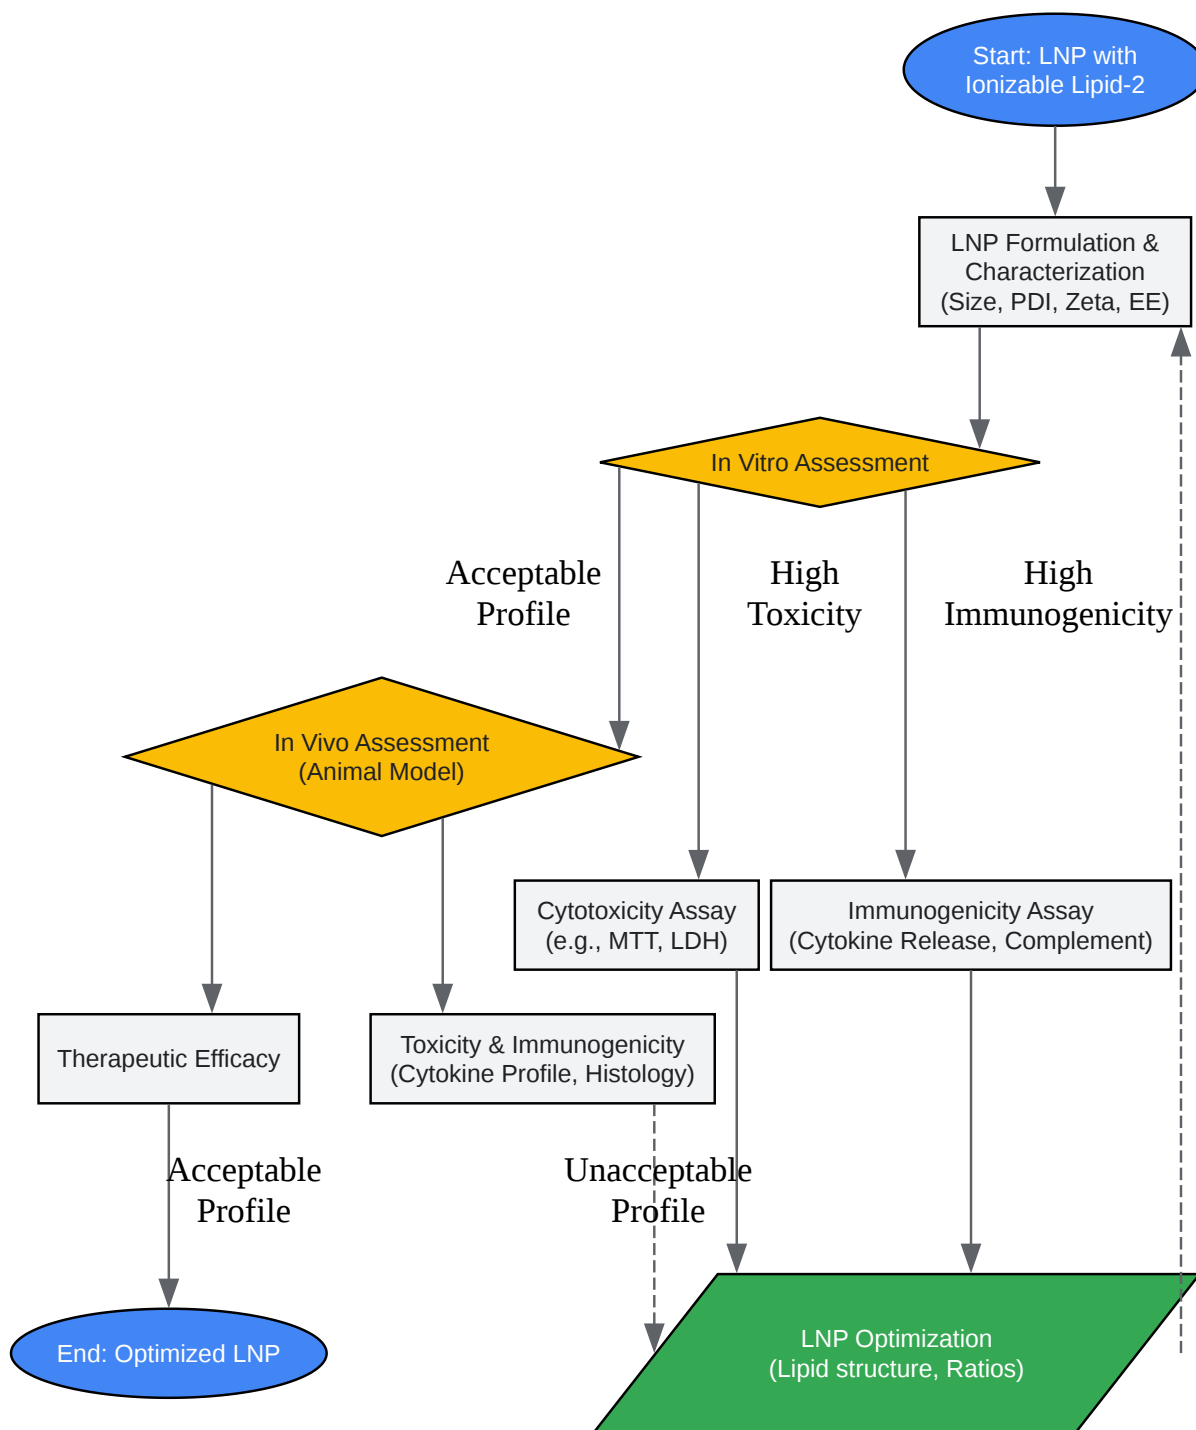 Start: LNP with
Ionizable Lipid-2
LNP Formulation &
Characterization
(Size, PDI, Zeta, EE)
In Vitro Assessment
Acceptable
Profile
High
Toxicity
High
Immunogenicity
In Vivo Assessment
(Animal Model)
Cytotoxicity Assay
(e.g., MTT, LDH)
Immunogenicity Assay
(Cytokine Release, Complement)
Therapeutic Efficacy
Toxicity & Immunogenicity
(Cytokine Profile, Histology)
Acceptable
Profile
Unacceptable
Profile
End: Optimized LNP
LNP Optimization
(Lipid structure, Ratios)